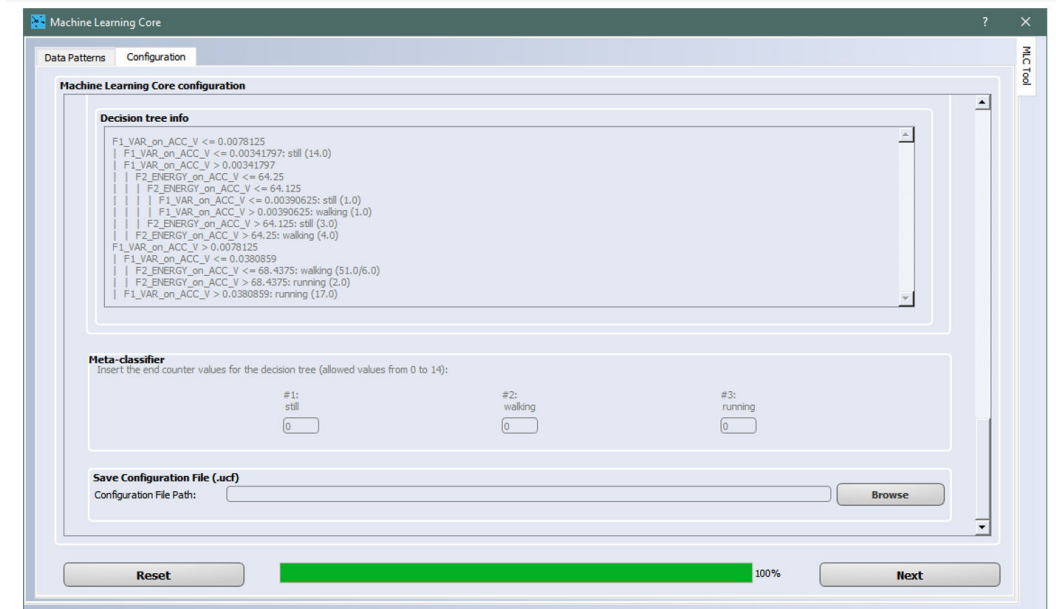 Machine Learning Core
? ×
MLC Tool
Data Patterns Configuration
Machine Learning Core configuration
Decision tree info
F1_VAR_on_ACC_V <= 0.0078125
| F1_VAR_on_ACC_V <= 0.00341797: still (14.0)
| F1_VAR_on_ACC_V > 0.00341797
| | F2_ENERGY_on_ACC_V <= 64.25
| | | F2_ENERGY_on_ACC_V <= 64.125
| | | | F1_VAR_on_ACC_V <= 0.00390625: still (1.0)
| | | | F1_VAR_on_ACC_V > 0.00390625: walking (1.0)
| | | F2_ENERGY_on_ACC_V > 64.125: still (3.0)
| | F2_ENERGY_on_ACC_V > 64.25: walking (4.0)
F1_VAR_on_ACC_V > 0.0078125
| F1_VAR_on_ACC_V <= 0.0380859
| | F2_ENERGY_on_ACC_V <= 68.4375: walking (51.0/6.0)
| | F2_ENERGY_on_ACC_V > 68.4375: running (2.0)
| F1_VAR_on_ACC_V > 0.0380859: running (17.0)
Meta-classifier
Insert the end counter values for the decision tree (allowed values from 0 to 14):
#1: #2: #3:
still walking running
0 0 0
Save Configuration File (.ucf)
Configuration File Path: Browse
Reset 100% Next